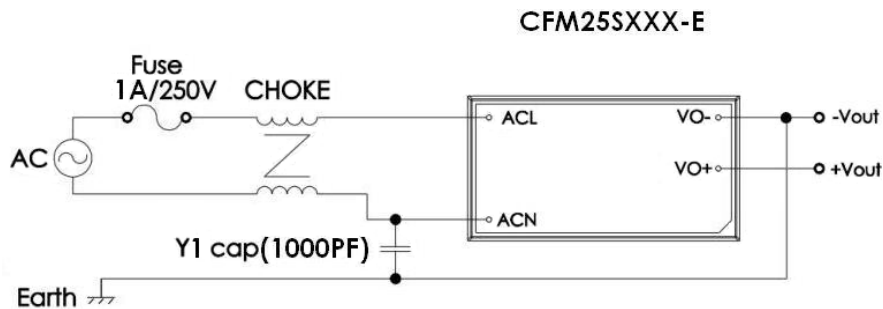 CFM25SXXX-E
Fuse
1A/250V
CHOKE
ACL
VO-
-Vout
AC
VO+
+Vout
ACN
Y1 cap(1000PF)
Earth